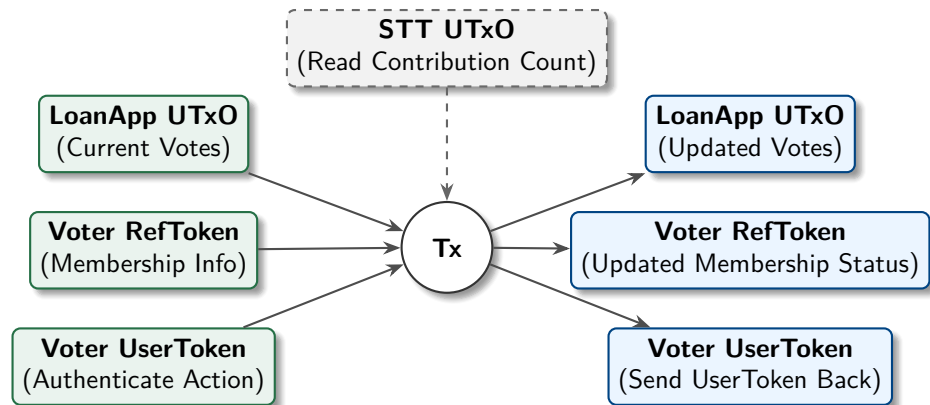 STT UTxO
(Read Contribution Count)
LoanApp UTxO
(Current Votes)
LoanApp UTxO
(Updated Votes)
Voter RefToken
(Membership Info)
Tx
Voter RefToken
(Updated Membership Status)
Voter UserToken
(Authenticate Action)
Voter UserToken
(Send UserToken Back)